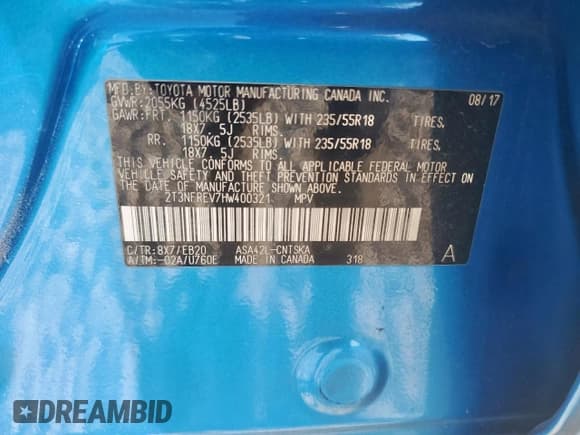 MFD.BY:TOYOTA MOTOR MANUFACTURING CANADA INC. 08/17
GVWR:2055KG (4525LB)
GAWR:FRT. 1150KG (2535LB) WITH 235/55R18 TIRES,
18X7. 5J RIMS.
RR. 1150KG (2535LB) WITH 235/55R18 TIRES,
18X7. 5J RIMS.
THIS VEHICLE CONFORMS TO ALL APPLICABLE FEDERAL MOTOR
VEHICLE SAFETY AND THEFT PREVENTION STANDARDS IN EFFECT ON
THE DATE OF MANUFACTURE SHOWN ABOVE.
2T3NFREV7HW400321 MPV
C/TR:8X7/EB20 ASA42L-CNTSKA A
A/TM:-02A/U760E MADE IN CANADA 318
DREAMBID